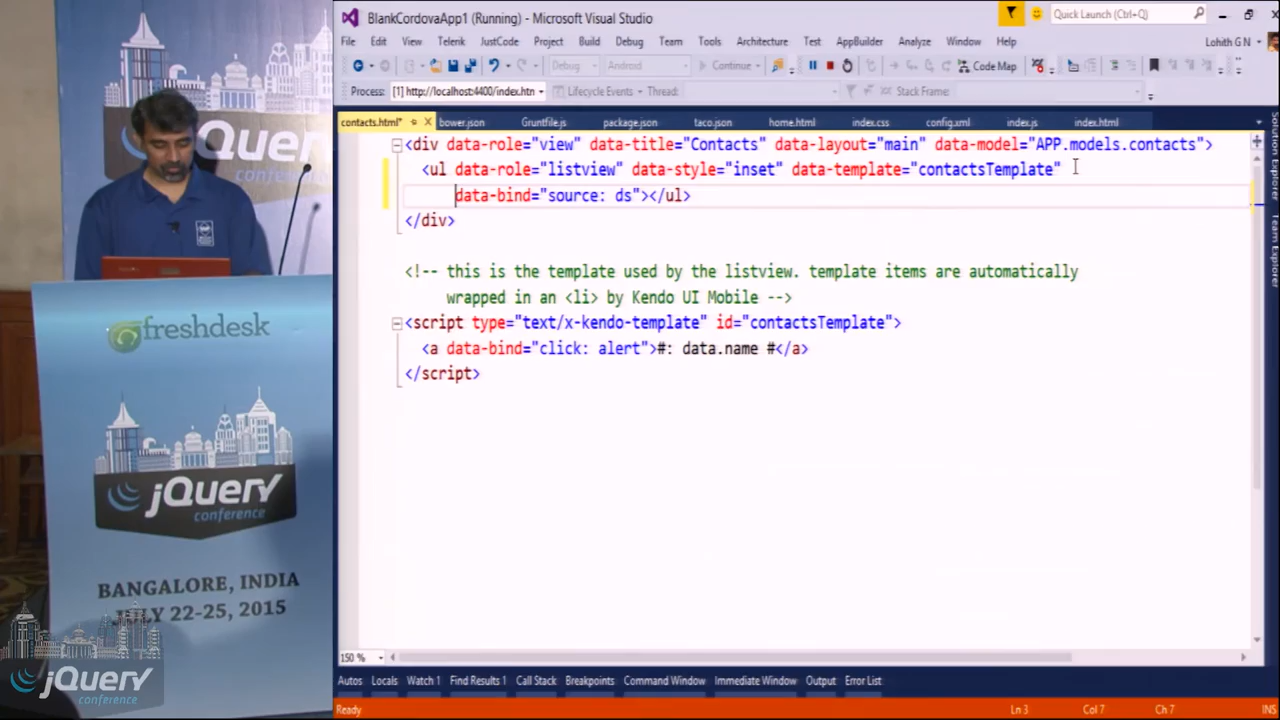 BlankCordovaApp1 (Running) - Microsoft Visual Studio
Quick Launch (Ctrl+Q)
File Edit View Telerik JustCode Project Build Debug Team Tools Architecture Test AppBuilder Analyze Window Help
Lohith G N
Debug Android Continue Code Map
Process: [1] http://localhost:4400/index.htn Lifecycle Events Thread: Stack Frame
contacts.html* bower.json Gruntfile.js package.json taco.json home.html index.css config.xml index.js index.html
<div data-role="view" data-title="Contacts" data-layout="main" data-model="APP.models.contacts">
<ul data-role="listview" data-style="inset" data-template="contactsTemplate"
data-bind="source: ds"></ul>
</div>
<!-- this is the template used by the listview. template items are automatically
wrapped in an <li> by Kendo UI Mobile -->
<script type="text/x-kendo-template" id="contactsTemplate">
<a data-bind="click: alert">#: data.name #</a>
</script>
Solution Explorer
Team Explorer
150 %
Autos Locals Watch 1 Find Results 1 Call Stack Breakpoints Command Window Immediate Window Output Error List
Ready Ln 3 Col 7 Ch 7 INS
freshdesk
jQuery
conference
BANGALORE, INDIA
JULY 22-25, 2015
jQuery
conference